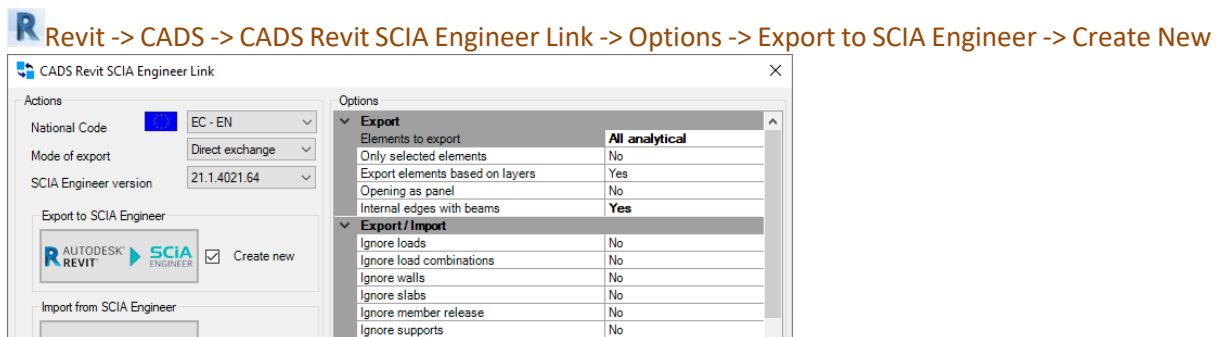 R Revit -> CADS -> CADS Revit SCIA Engineer Link -> Options -> Export to SCIA Engineer -> Create New
CADS Revit SCIA Engineer Link
Actions
National Code EC - EN
Mode of export Direct exchange
SCIA Engineer version 21.1.4021.64
Export to SCIA Engineer
R AUTODESK REVIT SCIA ENGINEER Create new
Import from SCIA Engineer
Options
Export
Elements to export All analytical
Only selected elements No
Export elements based on layers Yes
Opening as panel No
Internal edges with beams Yes
Export / Import
Ignore loads No
Ignore load combinations No
Ignore walls No
Ignore slabs No
Ignore member release No
Ignore supports No